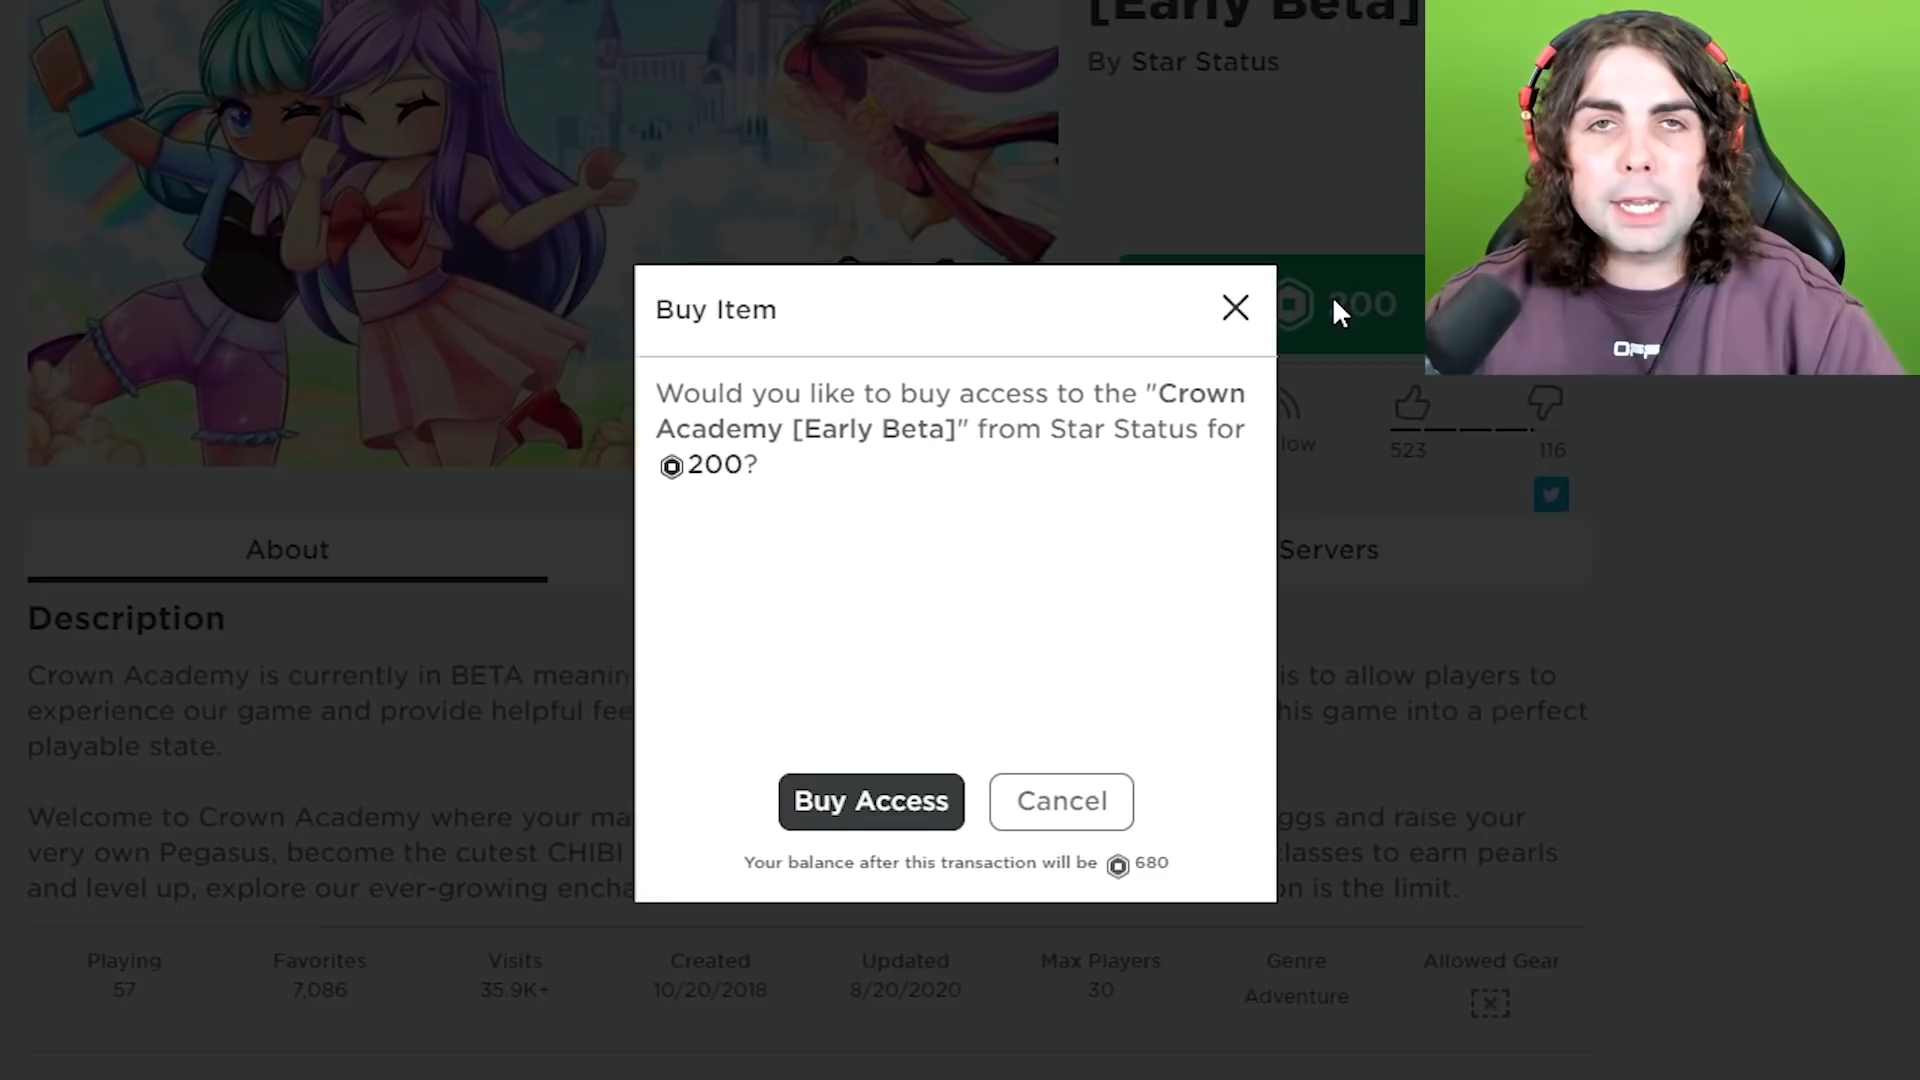 [Early Beta]
By Star Status
200
Buy Item
Would you like to buy access to the "Crown
Academy [Early Beta]" from Star Status for
200?
Buy Access
Cancel
Your balance after this transaction will be 680
OFF
low
523
116
About
Servers
Description
Crown Academy is currently in BETA meanin is to allow players to
experience our game and provide helpful fee his game into a perfect
playable state.
Welcome to Crown Academy where your ma ggs and raise your
very own Pegasus, become the cutest CHIBI lasses to earn pearls
and level up, explore our ever-growing encha on is the limit.
Playing Favorites Visits Created Updated Max Players Genre Allowed Gear
57 7,086 35.9K+ 10/20/2018 8/20/2020 30 Adventure